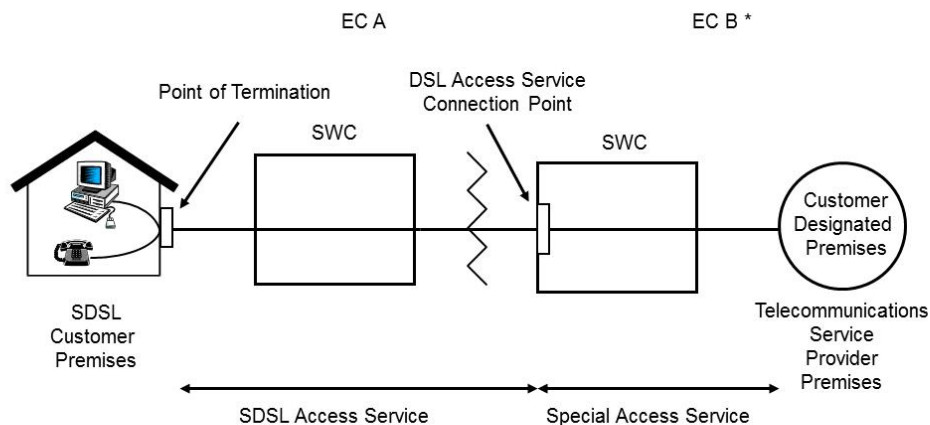 EC A
EC B *
Point of Termination
DSL Access Service
Connection Point
SWC
SWC
Customer
Designated
Premises
SDSL
Customer
Premises
Telecommunications
Service
Provider
Premises
SDSL Access Service
Special Access Service